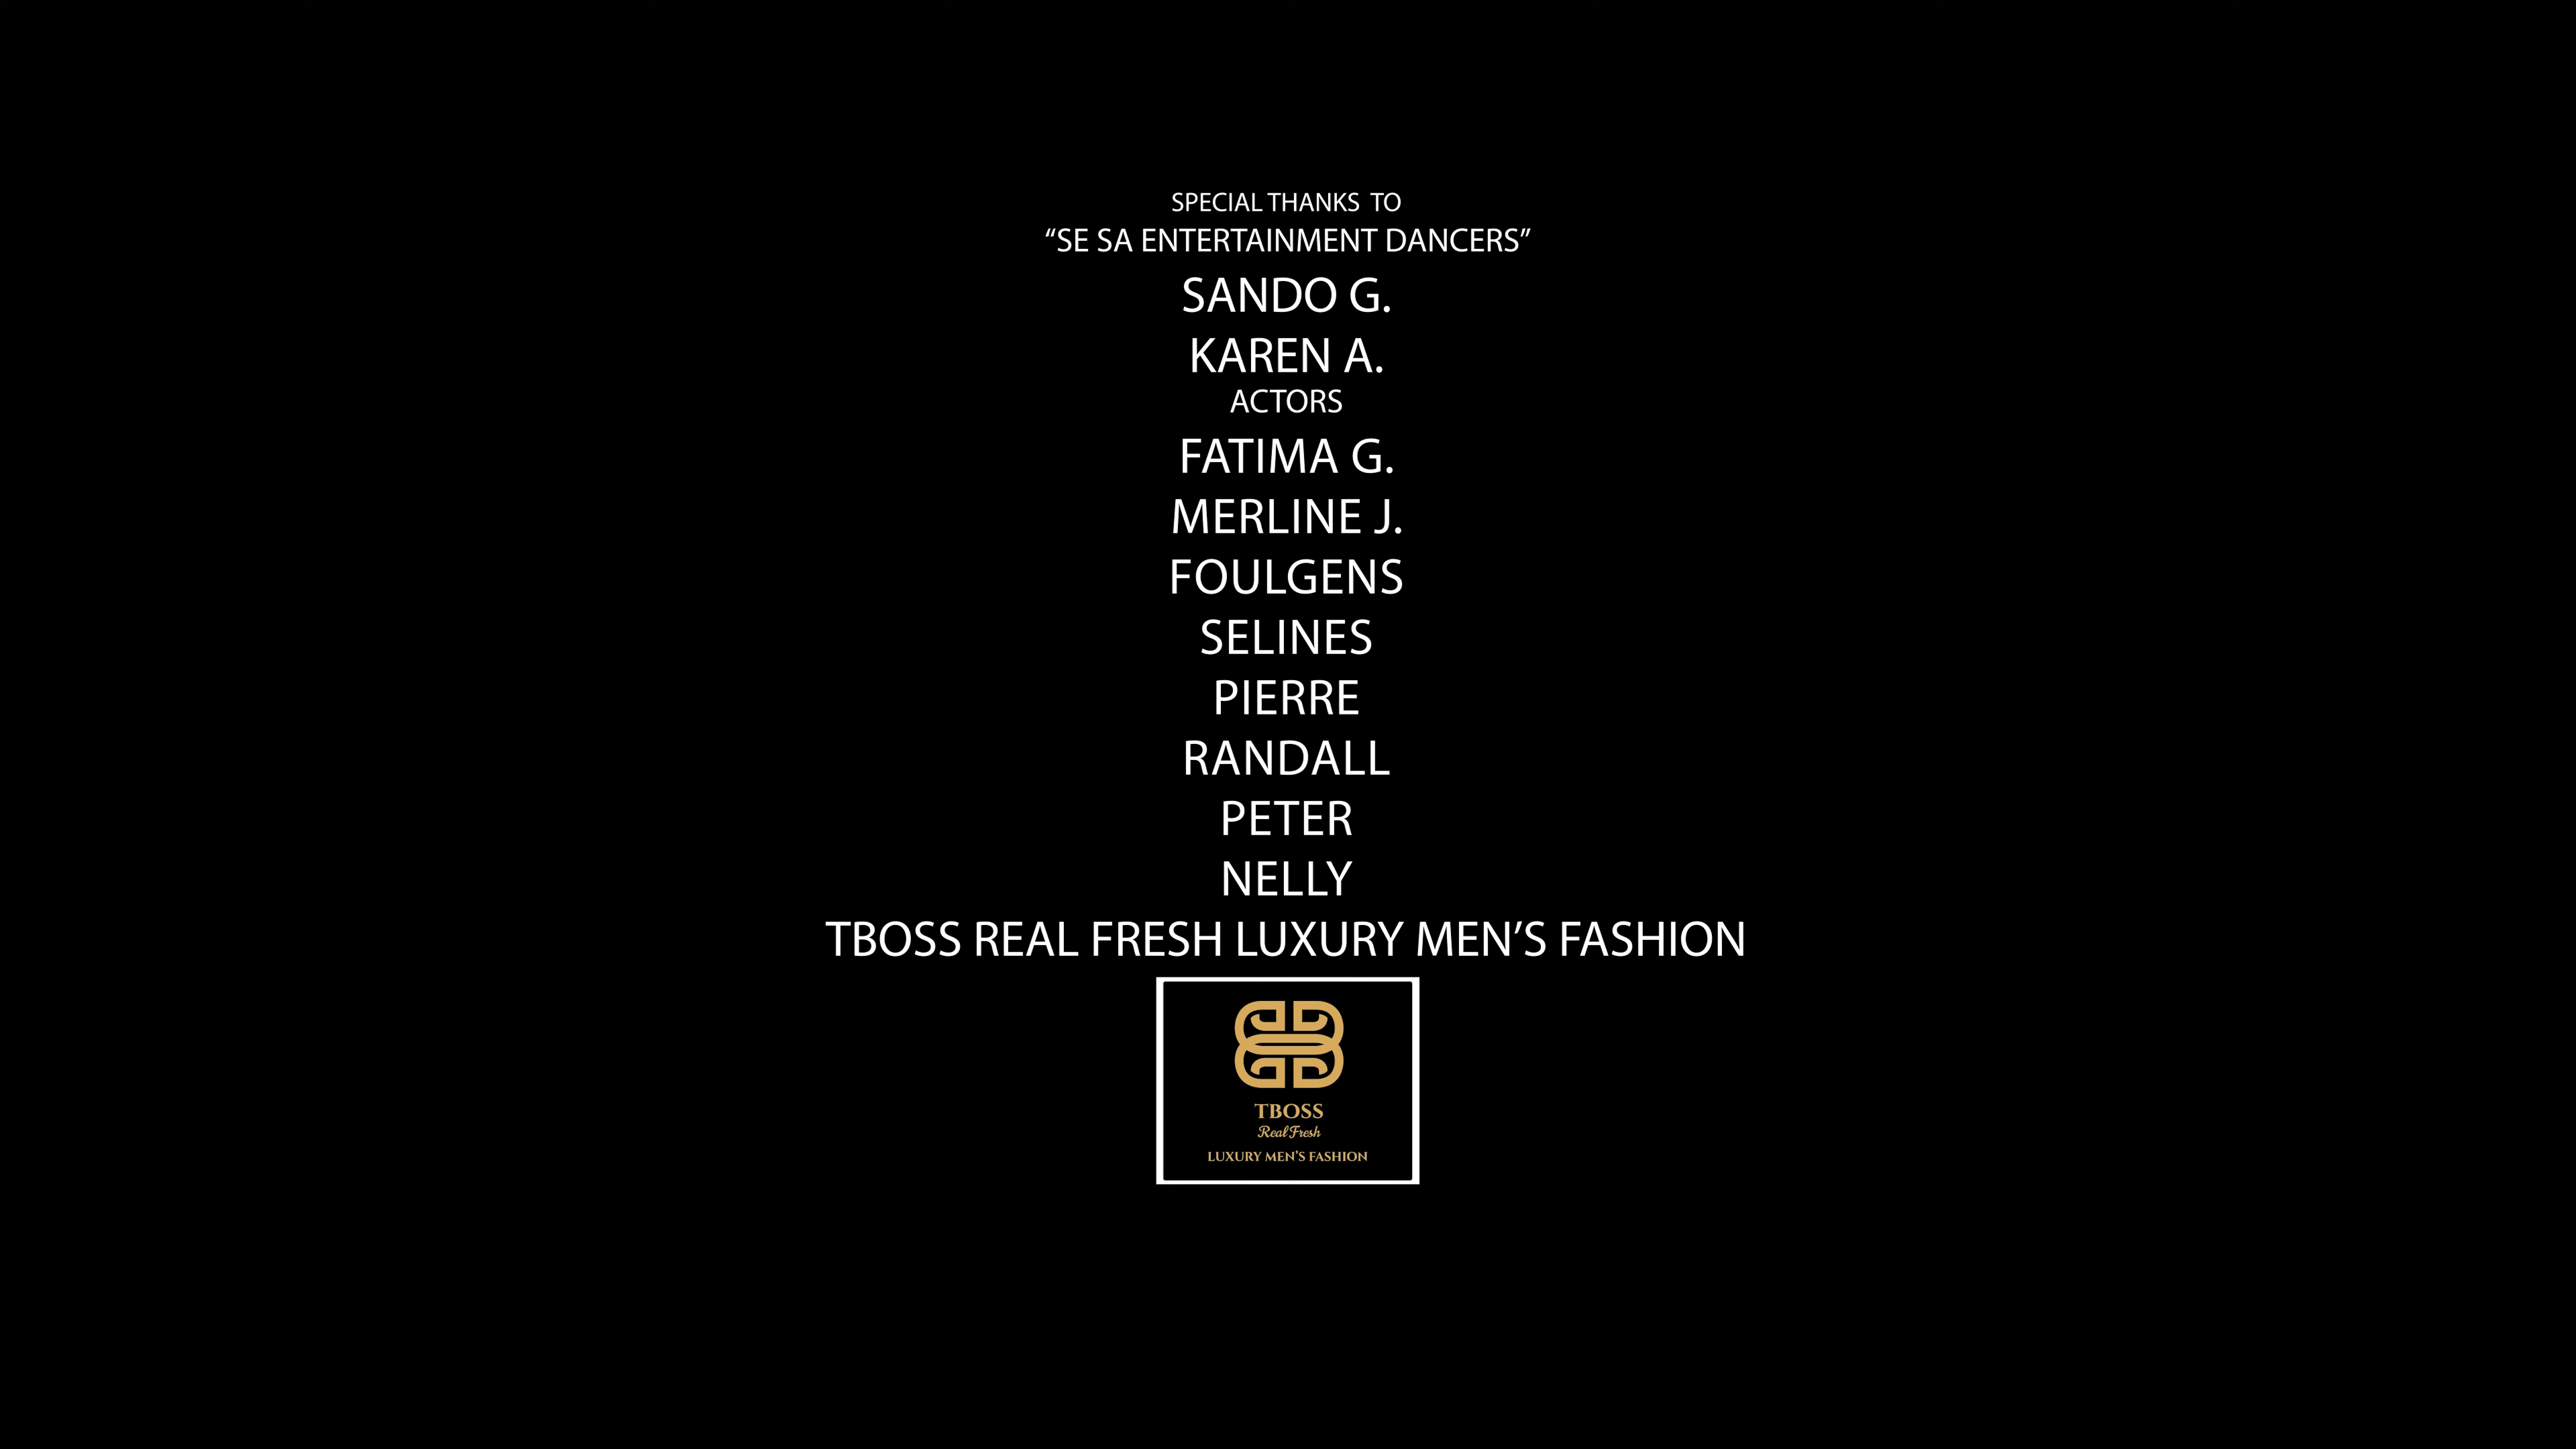 SPECIAL THANKS TO
“SE SA ENTERTAINMENT DANCERS”
SANDO G.
KAREN A.
ACTORS
FATIMA G.
MERLINE J.
FOULGENS
SELINES
PIERRE
RANDALL
PETER
NELLY
TBOSS REAL FRESH LUXURY MEN’S FASHION
TBOSS
Real Fresh
LUXURY MEN’S FASHION